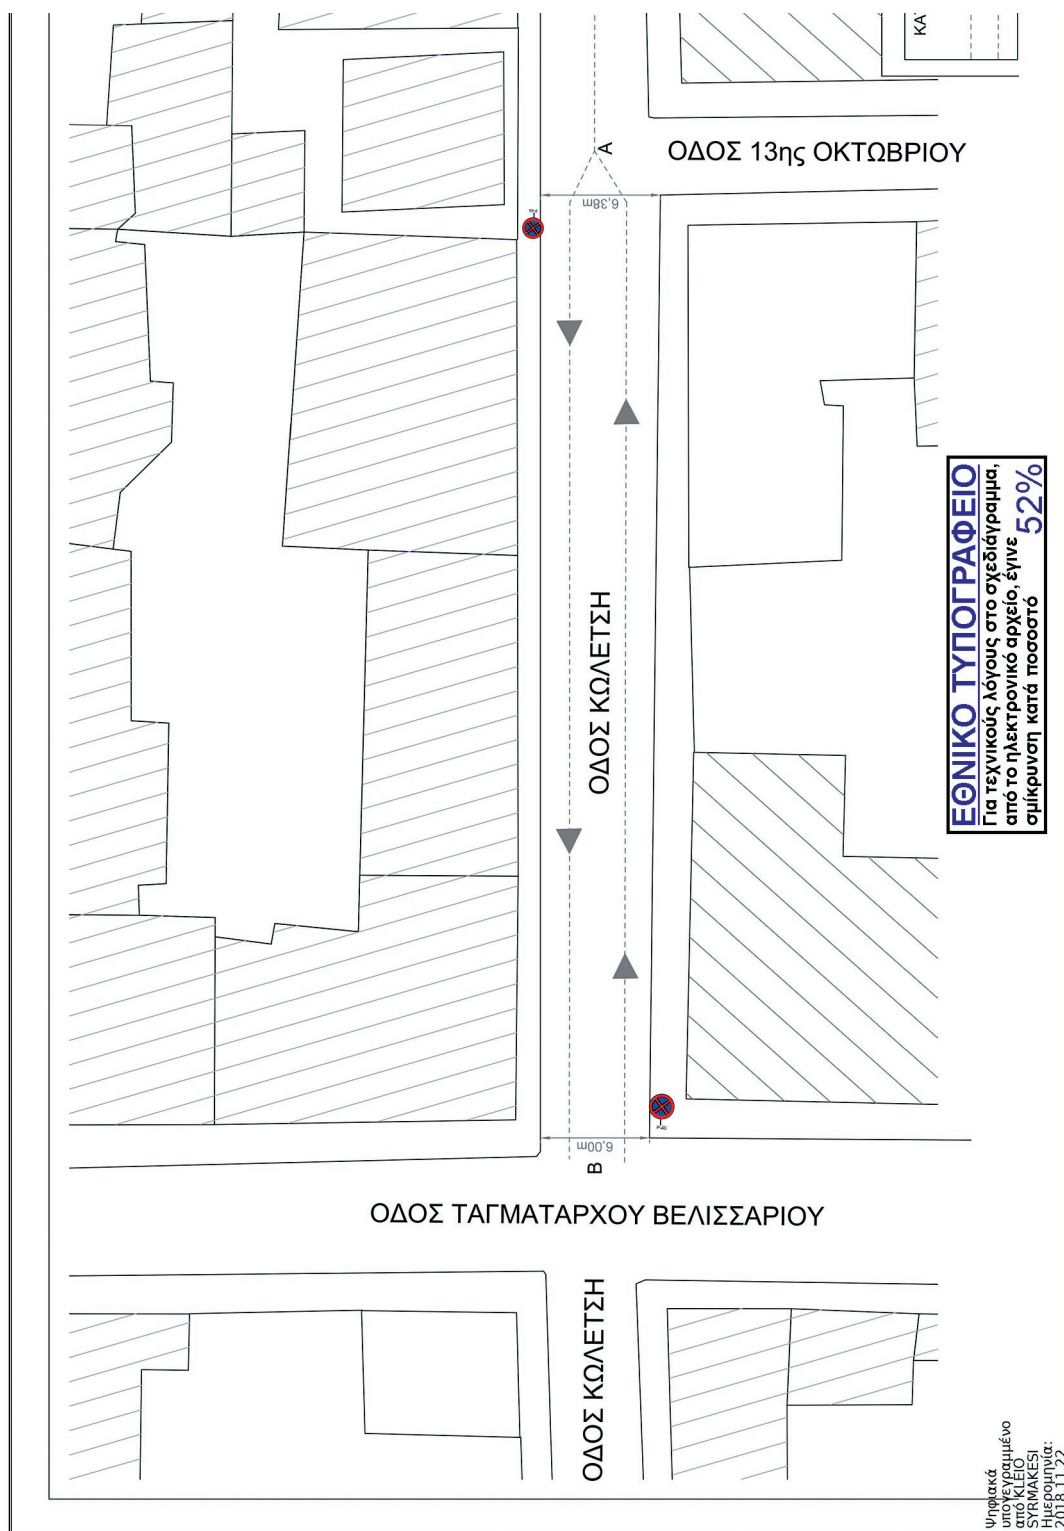 ΚΑ
Α
ΟΔΟΣ 13ης ΟΚΤΩΒΡΙΟΥ
6,38m
ΟΔΟΣ ΚΩΛΕΤΣΗ
ΕΘΝΙΚΟ ΤΥΠΟΓΡΑΦΕΙΟ
Για τεχνικούς λόγους στο σχεδιάγραμμα,
από το ηλεκτρονικό αρχείο, έγινε
σμίκρυνση κατά ποσοστό 52%
6,00m
Β
ΟΔΟΣ ΤΑΓΜΑΤΑΡΧΟΥ ΒΕΛΙΣΣΑΡΙΟΥ
ΟΔΟΣ ΚΩΛΕΤΣΗ
Ψηφιακά
υπογεγραμμένο
από KLEIO
SYRMAKESI
Ημερομηνία:
2018.11.22